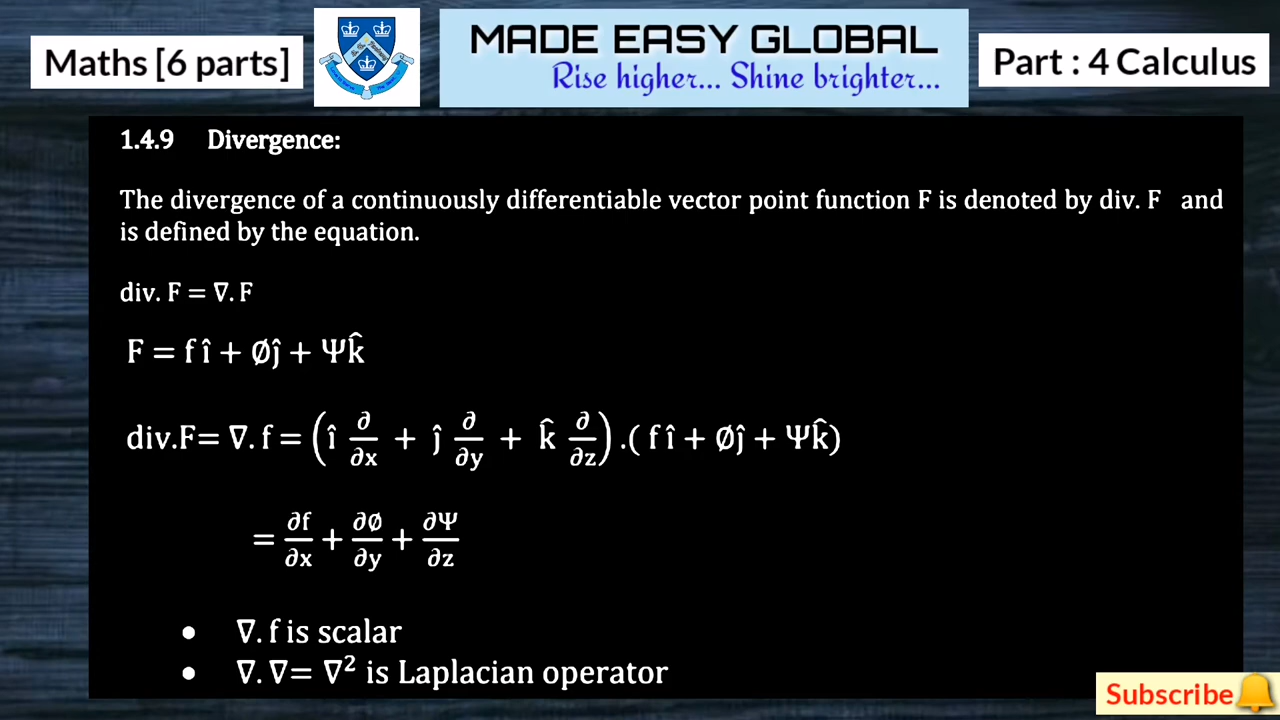 Maths [6 parts]
MADE EASY GLOBAL
Rise higher... Shine brighter...
Part : 4 Calculus
1.4.9 Divergence:
The divergence of a continuously differentiable vector point function F is denoted by div. F and
is defined by the equation.
div. F = ∇. F
F = f î + Øĵ + Ψk̂
div.F= ∇. f = (î ∂/∂x + ĵ ∂/∂y + k̂ ∂/∂z) .( f î + Øĵ + Ψk̂)
= ∂f/∂x + ∂Ø/∂y + ∂Ψ/∂z
• ∇. f is scalar
• ∇. ∇= ∇² is Laplacian operator
Subscribe